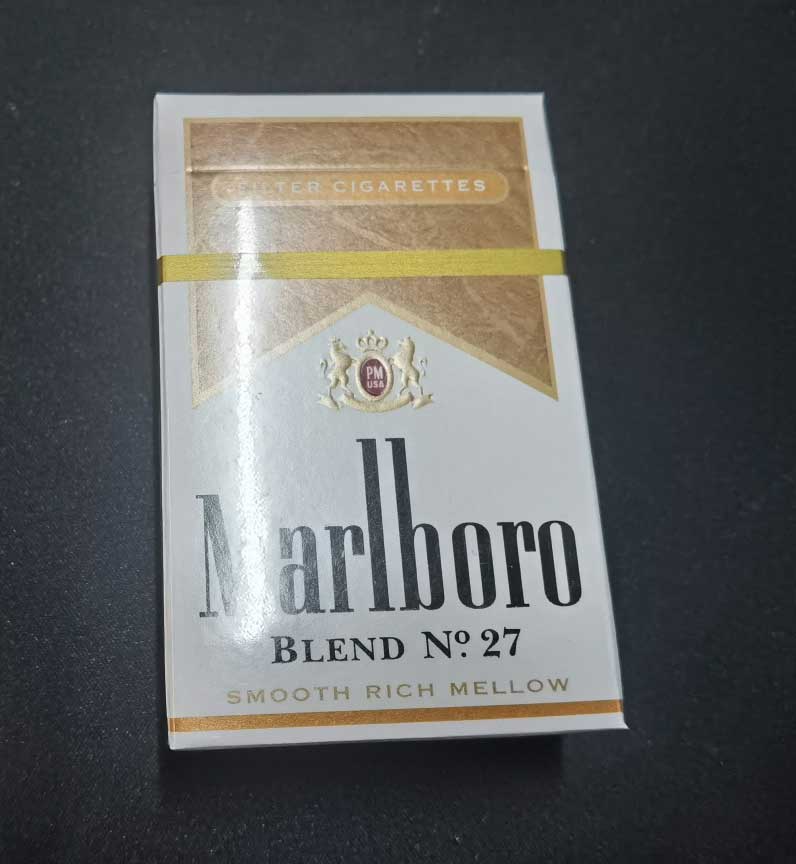 FILTER CIGARETTES
PM
USA
Marlboro
BLEND Nº 27
SMOOTH RICH MELLOW